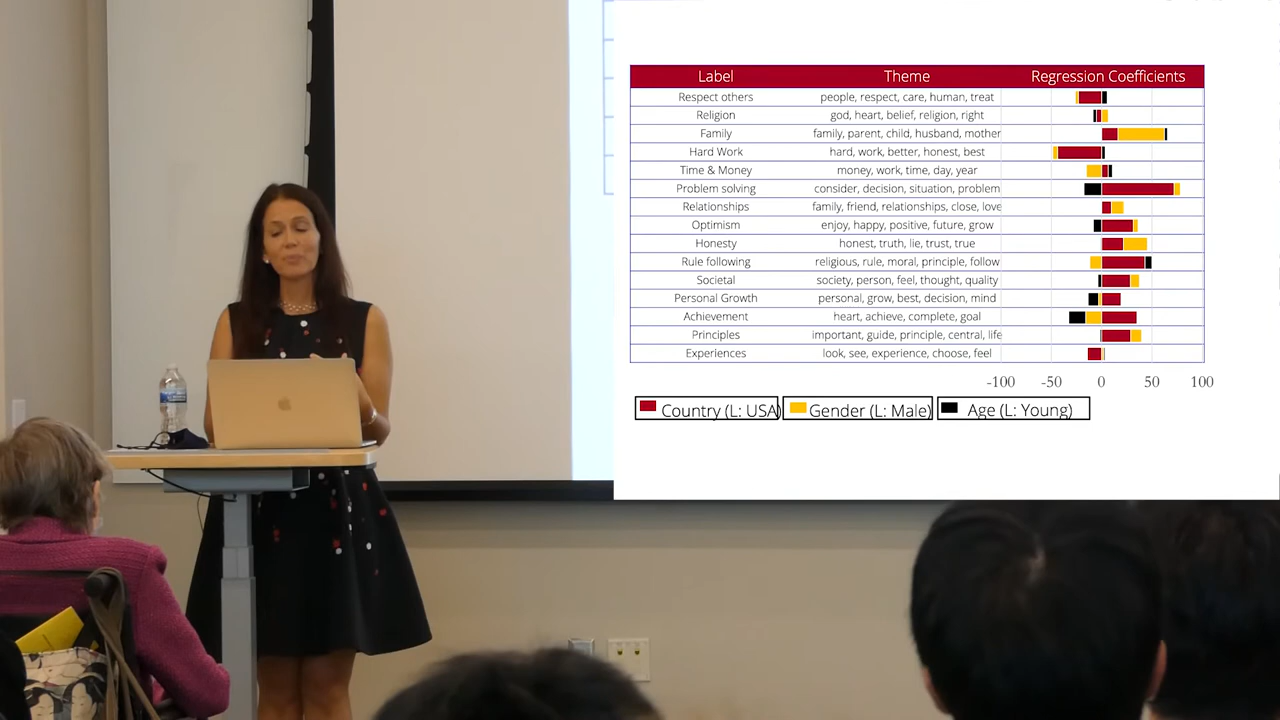 Label Theme Regression Coefficients
Respect others people, respect, care, human, treat
Religion god, heart, belief, religion, right
Family family, parent, child, husband, mother
Hard Work hard, work, better, honest, best
Time & Money money, work, time, day, year
Problem solving consider, decision, situation, problem
Relationships family, friend, relationships, close, love
Optimism enjoy, happy, positive, future, grow
Honesty honest, truth, lie, trust, true
Rule following religious, rule, moral, principle, follow
Societal society, person, feel, thought, quality
Personal Growth personal, grow, best, decision, mind
Achievement heart, achieve, complete, goal
Principles important, guide, principle, central, life
Experiences look, see, experience, choose, feel
-100 -50 0 50 100
Country (L: USA) Gender (L: Male) Age (L: Young)